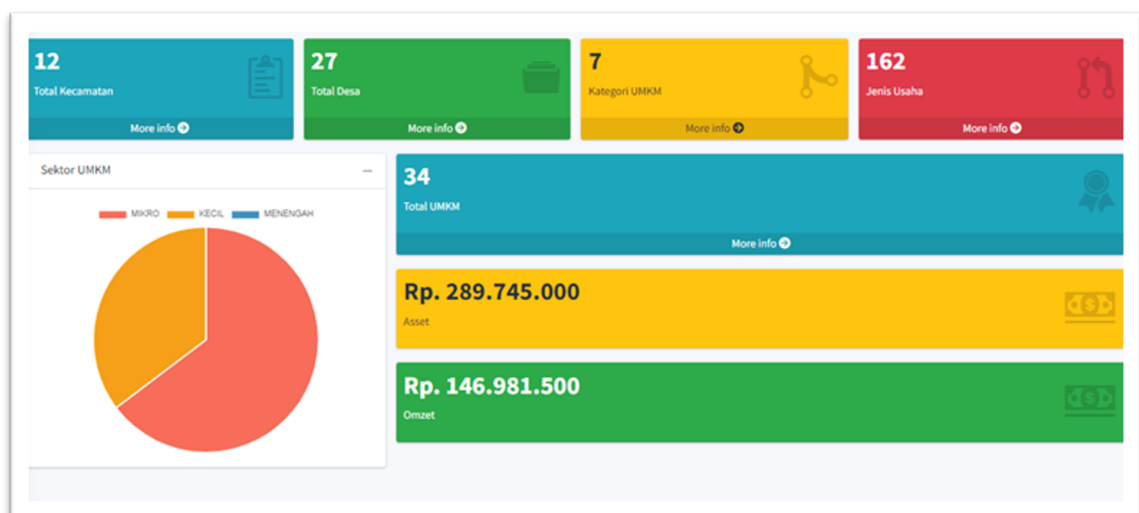 12
Total Kecamatan
More info
27
Total Desa
More info
7
Kategori UMKM
More info
162
Jenis Usaha
More info
Sektor UMKM
MIKRO KECIL MENENGAH
34
Total UMKM
More info
Rp. 289.745.000
Asset
Rp. 146.981.500
Omzet